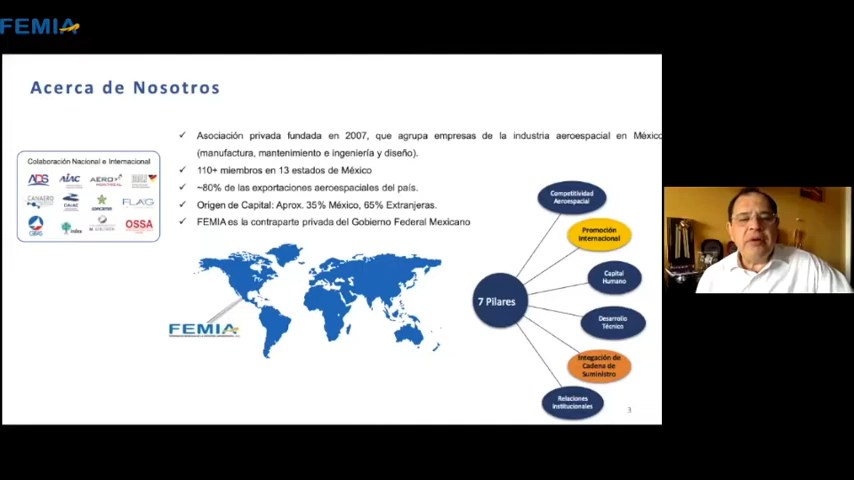 FEMIA
Acerca de Nosotros
Asociación privada fundada en 2007, que agrupa empresas de la industria aeroespacial en México
(manufactura, mantenimiento e ingeniería y diseño).
110+ miembros en 13 estados de México
~80% de las exportaciones aeroespaciales del país.
Origen de Capital: Aprox. 35% México, 65% Extranjeras.
FEMIA es la contraparte privada del Gobierno Federal Mexicano
Colaboración Nacional e Internacional
ADS
AIAC
AERO
MONTREAL
CANAERO
FLAG
OSSA
FEMIA
7 Pilares
Competitividad
Aeroespacial
Promoción
Internacional
Capital
Humano
Desarrollo
Técnico
Integación de
Cadena de
Suministro
Relaciones
Institucionales
3